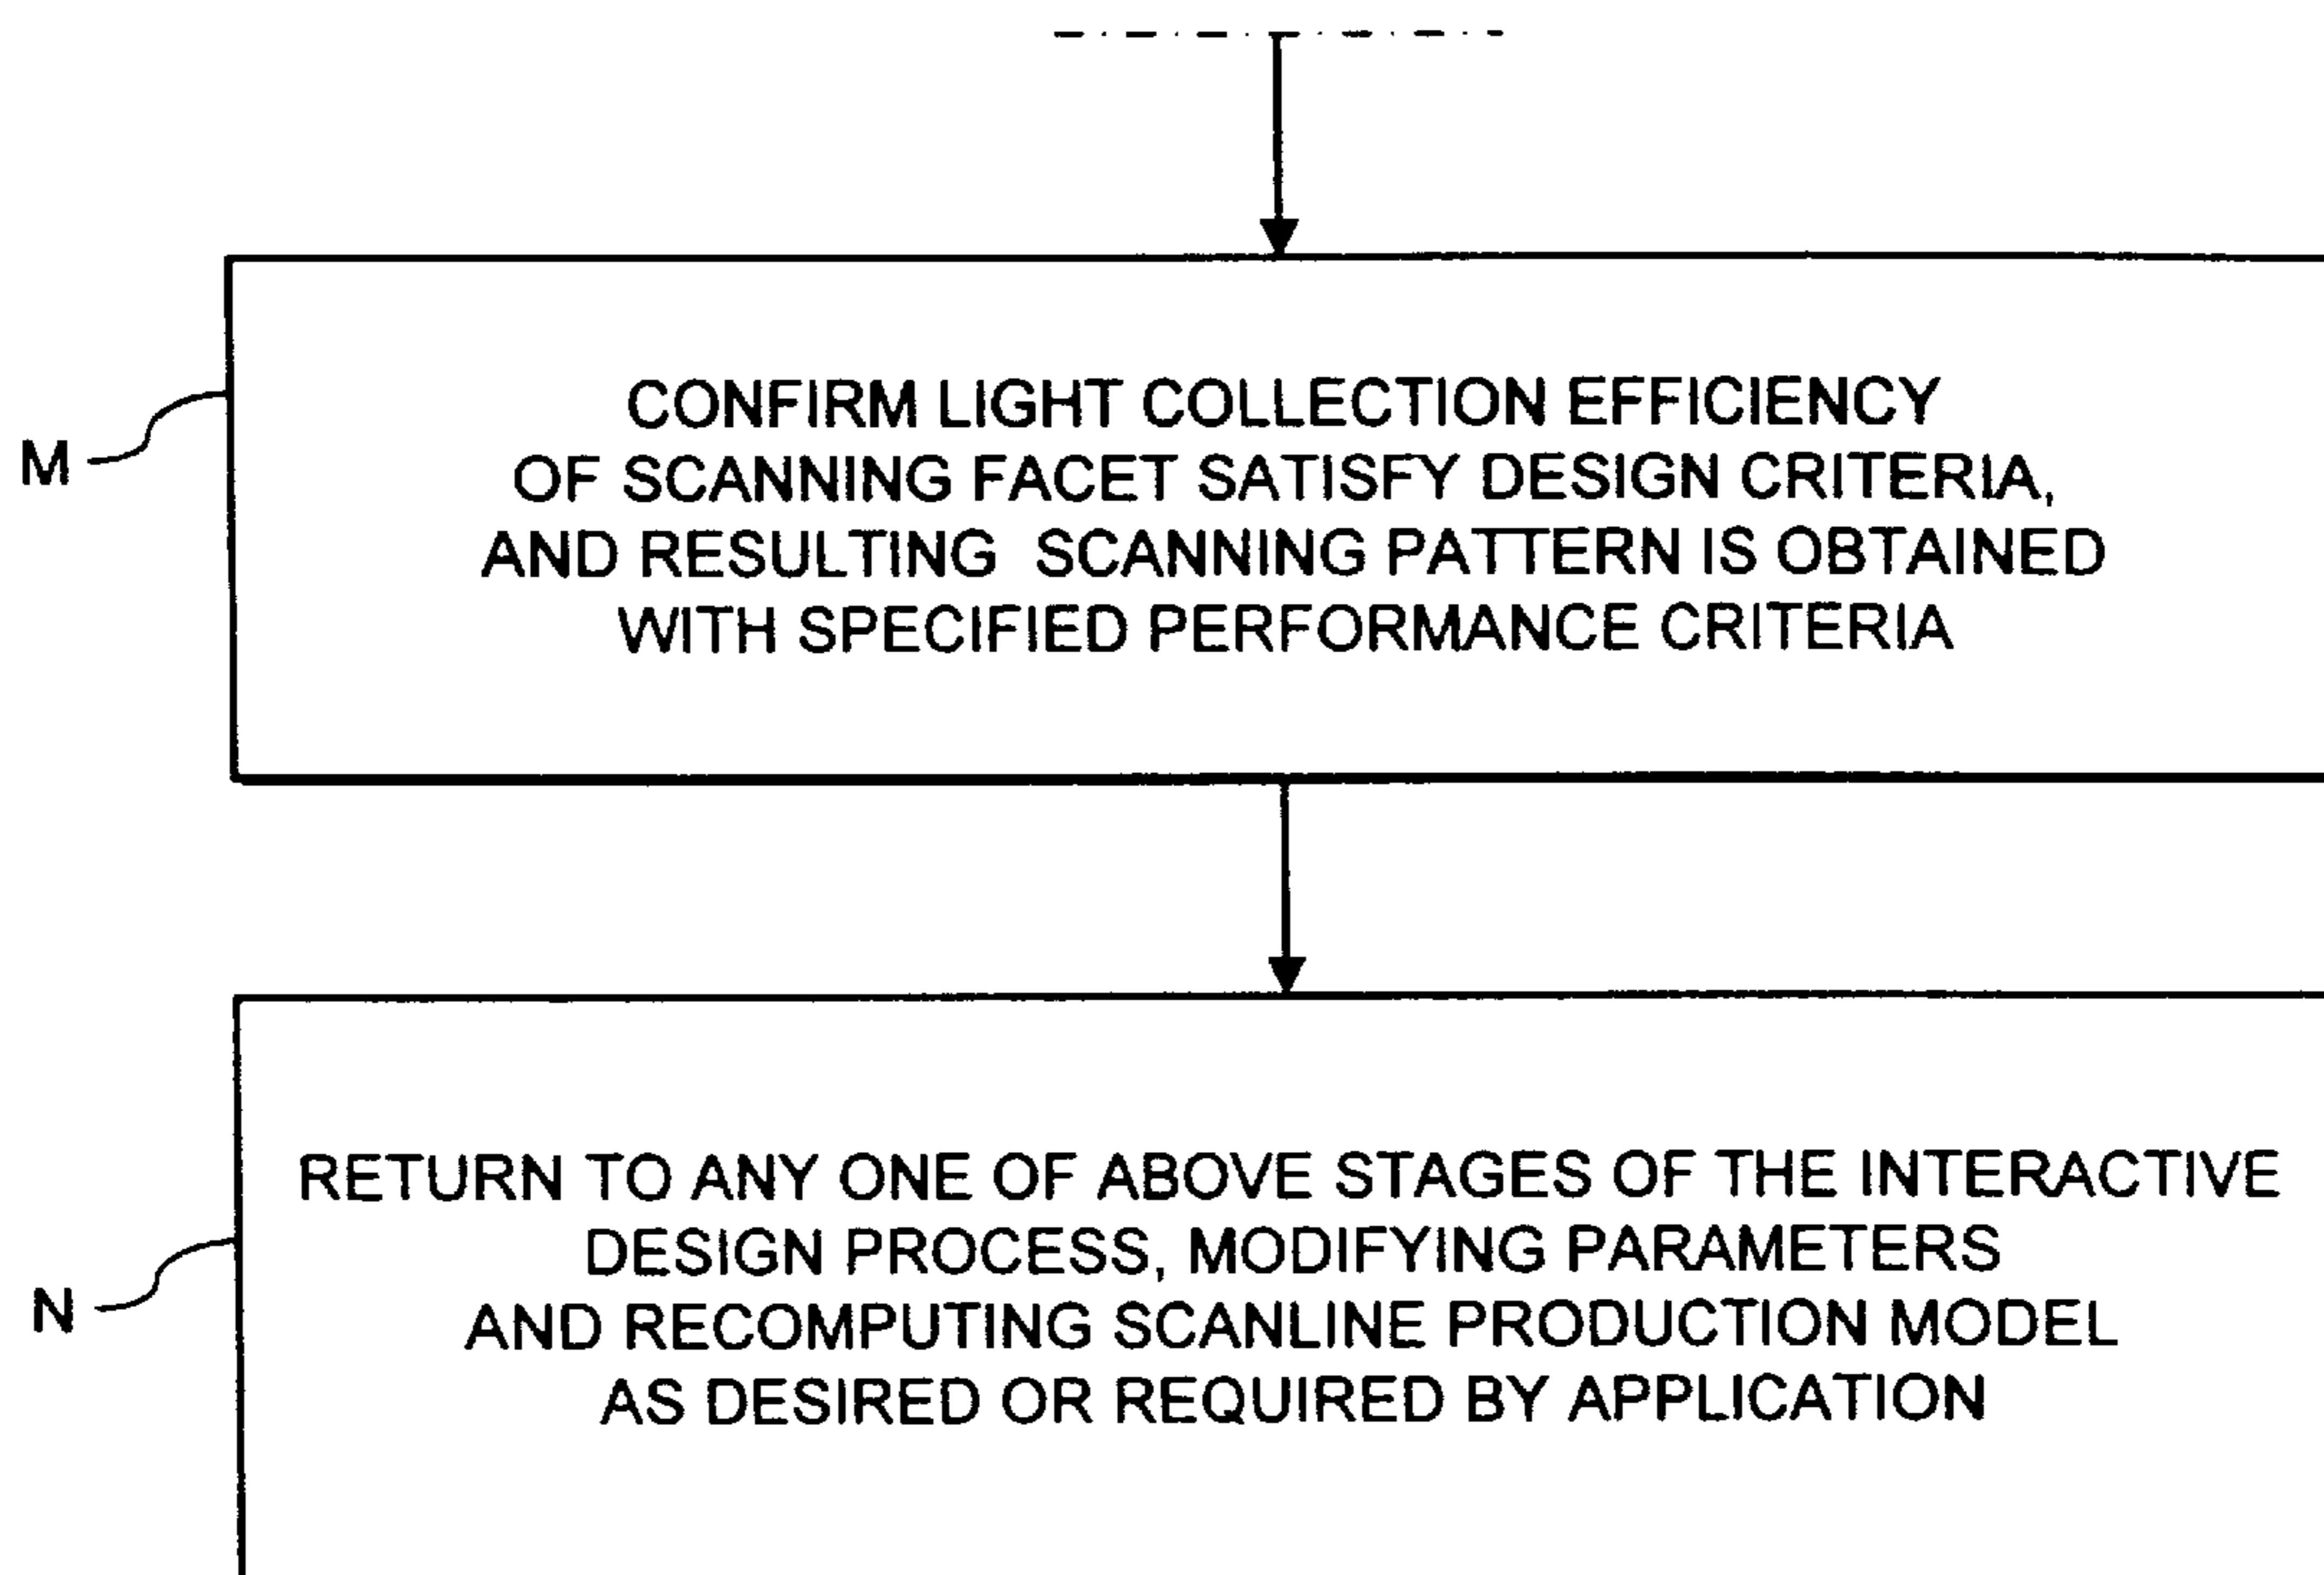 CONFIRM LIGHT COLLECTION EFFICIENCY
OF SCANNING FACET SATISFY DESIGN CRITERIA,
AND RESULTING SCANNING PATTERN IS OBTAINED
WITH SPECIFIED PERFORMANCE CRITERIA
M
RETURN TO ANY ONE OF ABOVE STAGES OF THE INTERACTIVE
DESIGN PROCESS, MODIFYING PARAMETERS
AND RECOMPUTING SCANLINE PRODUCTION MODEL
AS DESIRED OR REQUIRED BY APPLICATION
N